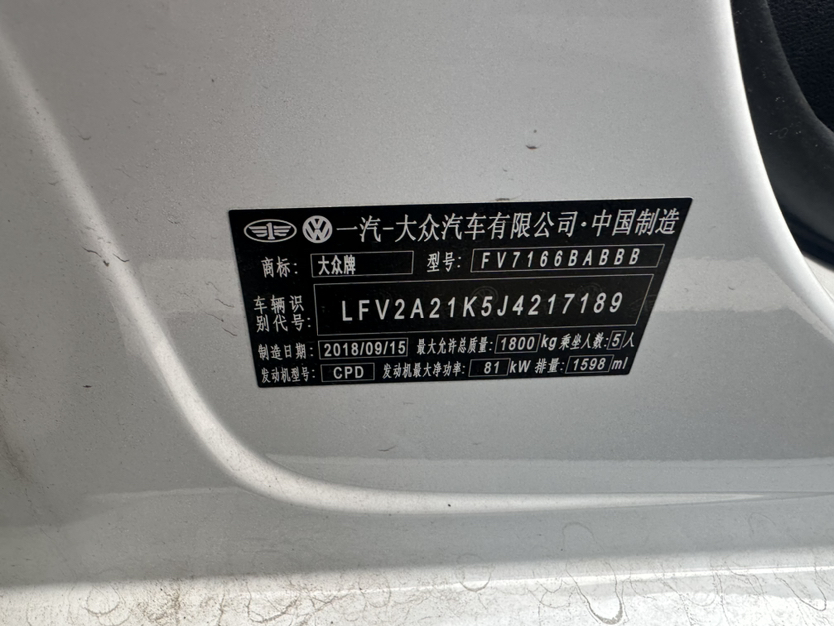 一汽-大众汽车有限公司·中国制造
商标: 大众牌 型号: FV7166BABBB
车辆识别代号: LFV2A21K5J4217189
制造日期: 2018/09/15 最大允许总质量: 1800 kg 乘坐人数: 5 人
发动机型号: CPD 发动机最大净功率: 81 kW 排量: 1598 ml